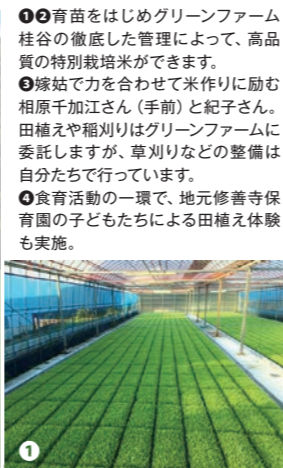 ❶❷育苗をはじめグリーンファーム
桂谷の徹底した管理によって、高品
質の特別栽培米ができます。
❸嫁姑で力を合わせて米作りに励む
相原千加江さん（手前）と紀子さん。
田植えや稲刈りはグリーンファームに
委託しますが、草刈りなどの整備は
自分たちで行っています。
❹食育活動の一環で、地元修善寺保
育園の子どもたちによる田植え体験
も実施。
❶